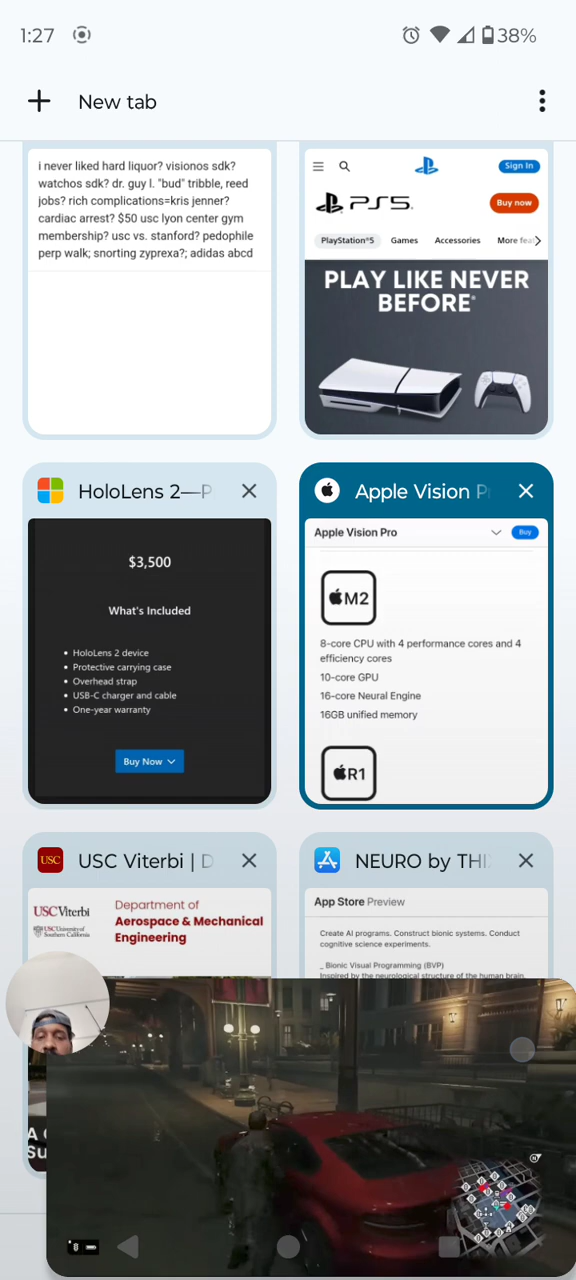 1:27
38%
New tab
i never liked hard liquor? visionos sdk?
watchos sdk? dr. guy l. "bud" tribble, reed
jobs? rich complications=kris jenner?
cardiac arrest? $50 usc lyon center gym
membership? usc vs. stanford? pedophile
perp walk; snorting zyprexa?; adidas abcd
Sign In
PS5.
Buy now
PlayStation®5 Games Accessories More fea
PLAY LIKE NEVER
BEFORE
HoloLens 2—P
$3,500
What's Included
HoloLens 2 device
Protective carrying case
Overhead strap
USB-C charger and cable
One-year warranty
Buy Now
Apple Vision P
Apple Vision Pro
Buy
M2
8-core CPU with 4 performance cores and 4
efficiency cores
10-core GPU
16-core Neural Engine
16GB unified memory
R1
USC Viterbi | D
USC Viterbi
USC University of
Southern California
Department of
Aerospace & Mechanical
Engineering
A
Su
NEURO by THI
App Store Preview
Create AI programs. Construct bionic systems. Conduct
cognitive science experiments.
_ Bionic Visual Programming (BVP)
Inspired by the neurological structure of the human brain,